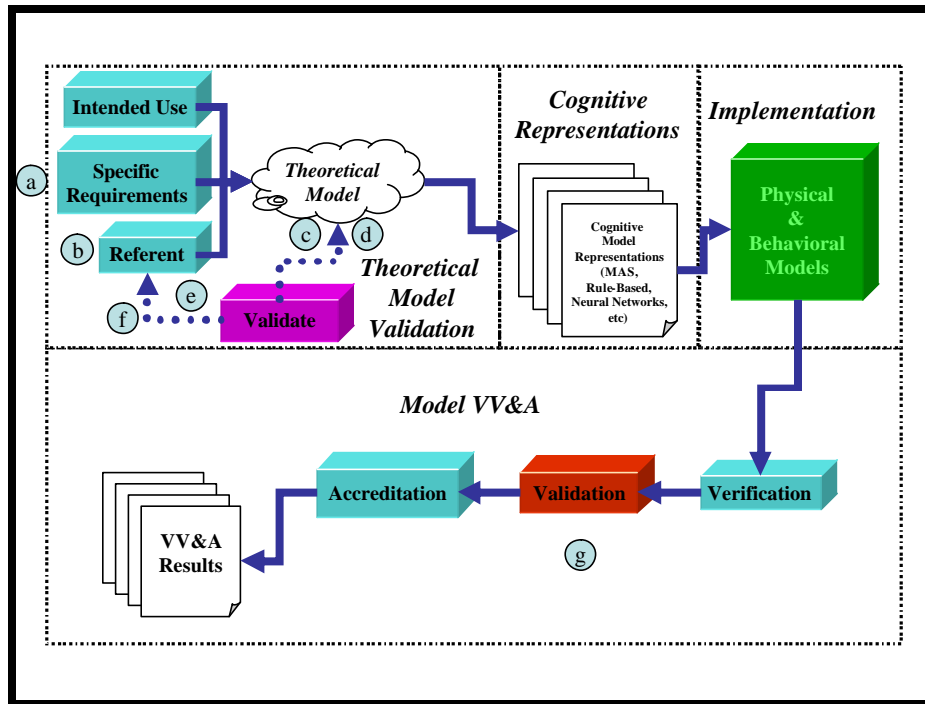 Intended Use
a
Specific
Requirements
b
Referent
f
e
Validate
Theoretical
Model
c
d
Theoretical
Model
Validation
Cognitive
Representations
Cognitive
Model
Representations
(MAS,
Rule-Based,
Neural Networks,
etc)
Implementation
Physical
&
Behavioral
Models
Model VV&A
VV&A
Results
Accreditation
Validation
g
Verification